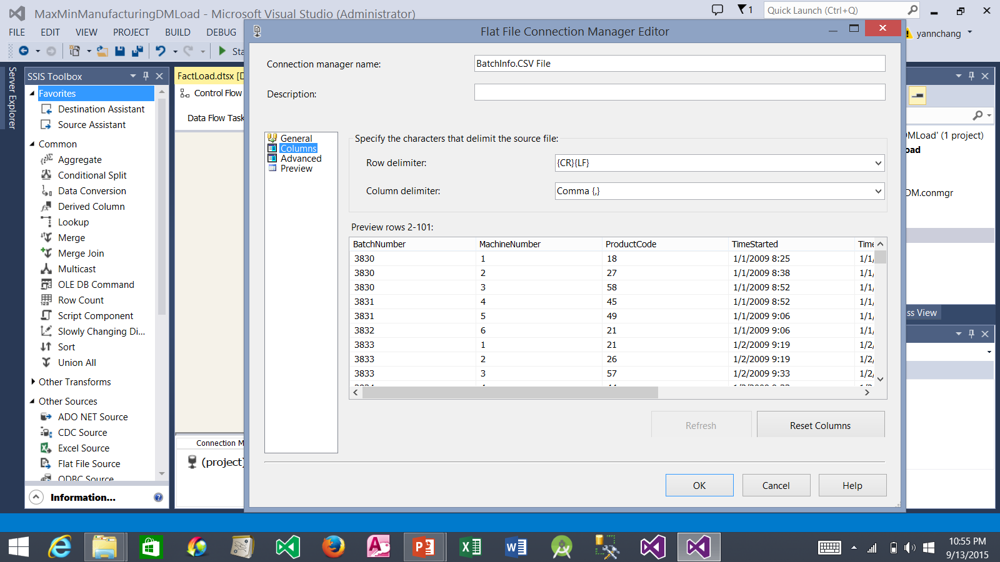 MaxMinManufacturingDMLoad - Microsoft Visual Studio (Administrator)
1
Quick Launch (Ctrl+Q)
FILE EDIT VIEW PROJECT BUILD DEBUG
yannchang
Flat File Connection Manager Editor
Server Explorer
SSIS Toolbox
Favorites
Destination Assistant
Source Assistant
Common
Aggregate
Conditional Split
Data Conversion
Derived Column
Lookup
Merge
Merge Join
Multicast
OLE DB Command
Row Count
Script Component
Slowly Changing Di...
Sort
Union All
Other Transforms
Other Sources
ADO NET Source
CDC Source
Excel Source
Flat File Source
ODBC Source
Information...
FactLoad.dtsx [D
Control Flow
Data Flow Task
Connection M
(project)
Connection manager name: BatchInfo.CSV File
Description:
General
Columns
Advanced
Preview
Specify the characters that delimit the source file:
Row delimiter: {CR}{LF}
Column delimiter: Comma {,}
Preview rows 2-101:
BatchNumber MachineNumber ProductCode TimeStarted Time
3830 1 18 1/1/2009 8:25 1/1/
3830 2 27 1/1/2009 8:38 1/1/
3830 3 58 1/1/2009 8:52 1/1/
3831 4 45 1/1/2009 8:52 1/1/
3831 5 49 1/1/2009 9:06 1/1/
3832 6 21 1/1/2009 9:06 1/1/
3833 1 21 1/2/2009 9:19 1/2/
3833 2 26 1/2/2009 9:19 1/2/
3833 3 57 1/2/2009 9:33 1/2/
Refresh Reset Columns
OK Cancel Help
DMLoad' (1 project)
oad
DM.conmgr
ss View
10:55 PM
9/13/2015